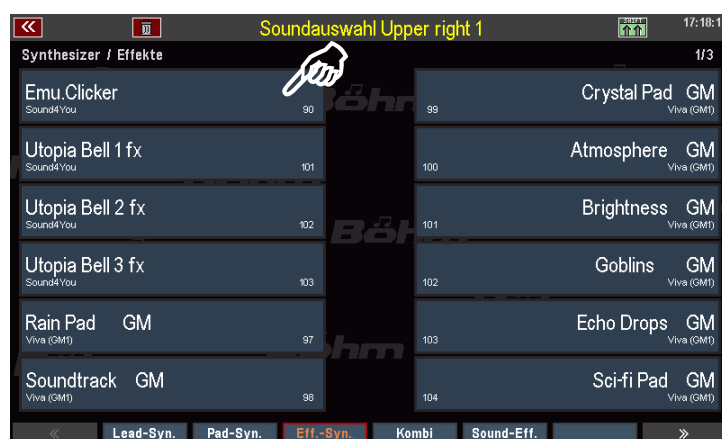 Soundauswahl Upper right 1
SHIFT
17:18:1
Synthesizer / Effekte
1/3
Emu.Clicker
Sound4You
90
Crystal Pad GM
Viva (GM1)
99
Utopia Bell 1 fx
Sound4You
101
Atmosphere GM
Viva (GM1)
100
Utopia Bell 2 fx
Sound4You
102
Brightness GM
Viva (GM1)
101
Utopia Bell 3 fx
Sound4You
103
Goblins GM
Viva (GM1)
102
Rain Pad GM
Viva (GM1)
97
Echo Drops GM
Viva (GM1)
103
Soundtrack GM
Viva (GM1)
98
Sci-fi Pad GM
Viva (GM1)
104
Böhm
Lead-Syn.
Pad-Syn.
Eff.-Syn.
Kombi
Sound-Eff.